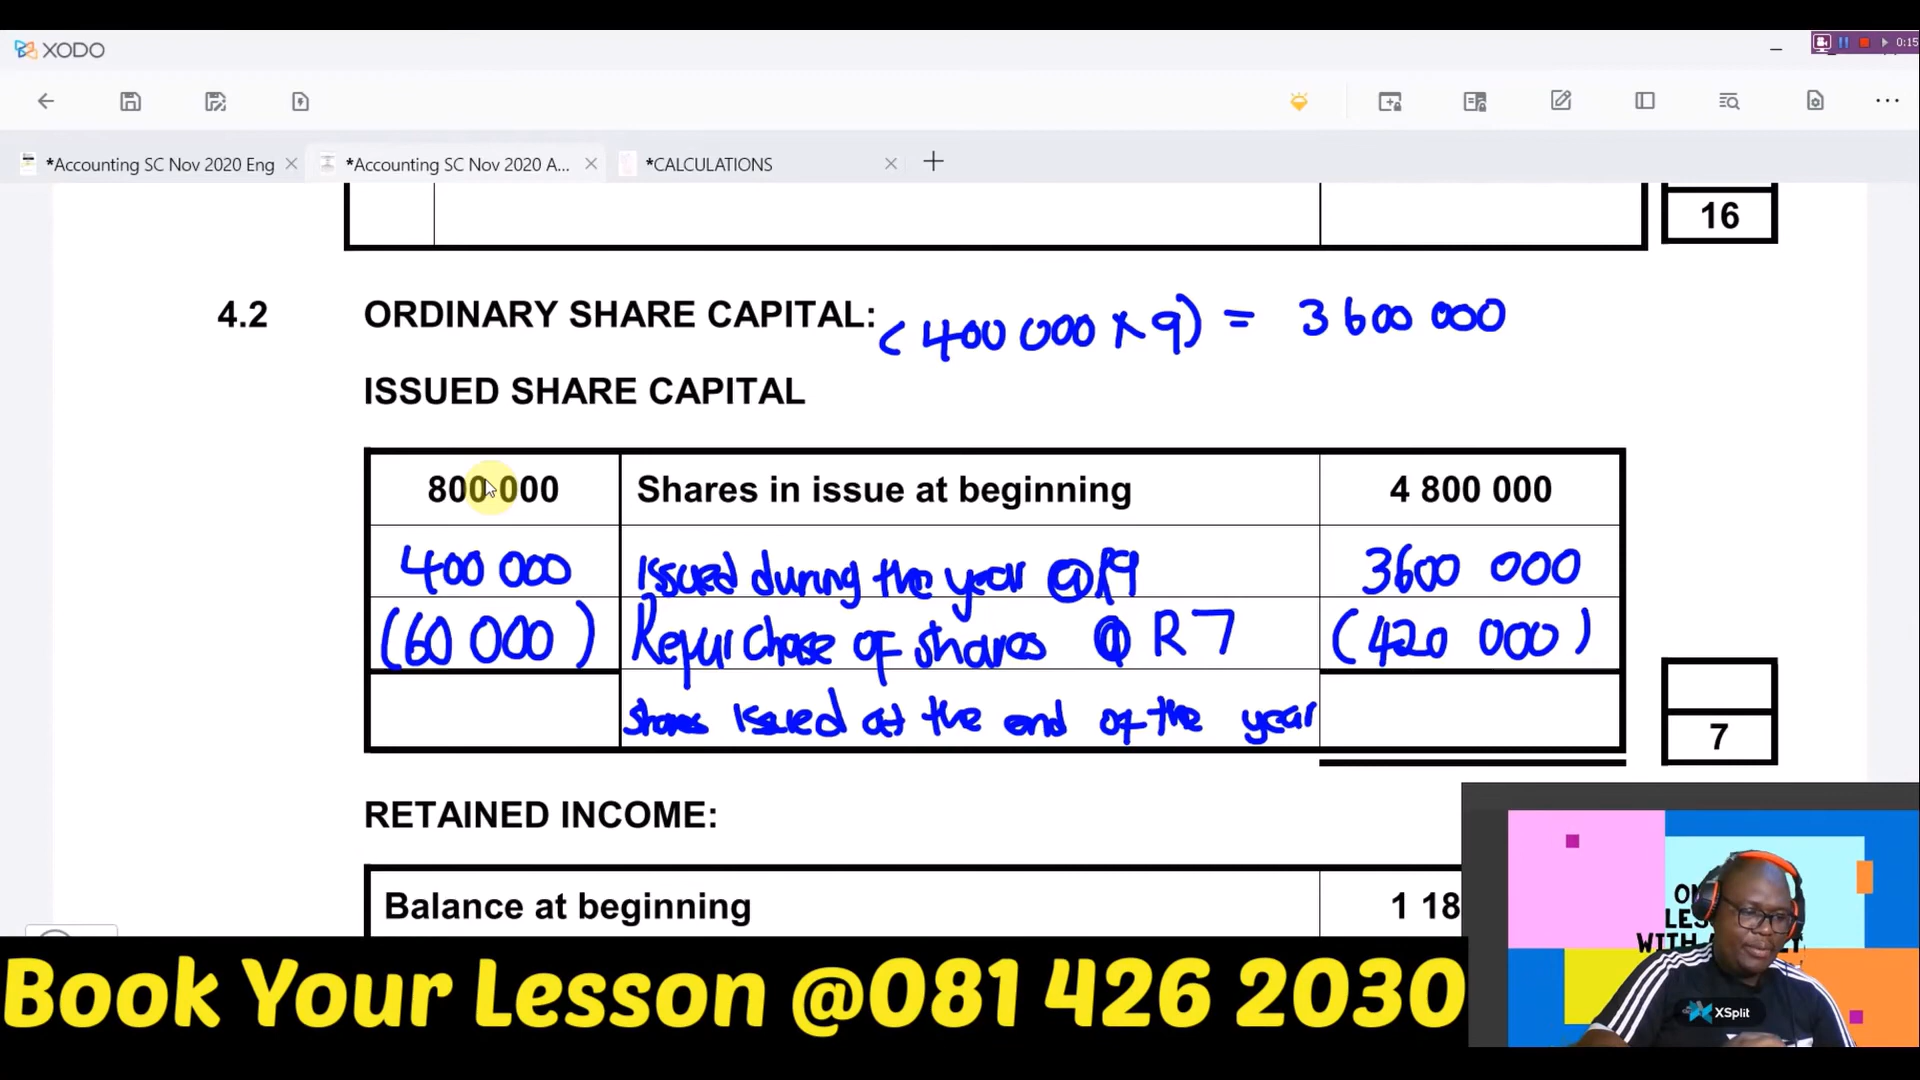 XODO
0:15
*Accounting SC Nov 2020 Eng
*Accounting SC Nov 2020 A...
*CALCULATIONS
16
4.2 ORDINARY SHARE CAPITAL: (400 000 x 9) = 3 600 000
ISSUED SHARE CAPITAL
800 000 Shares in issue at beginning 4 800 000
400 000 Issued during the year @ R9 3600 000
(60 000) Repurchase of shares @ R7 (420 000)
shares issued at the end of the year
7
RETAINED INCOME:
Balance at beginning 1 18
WITH
XSplit
Book Your Lesson @081 426 2030